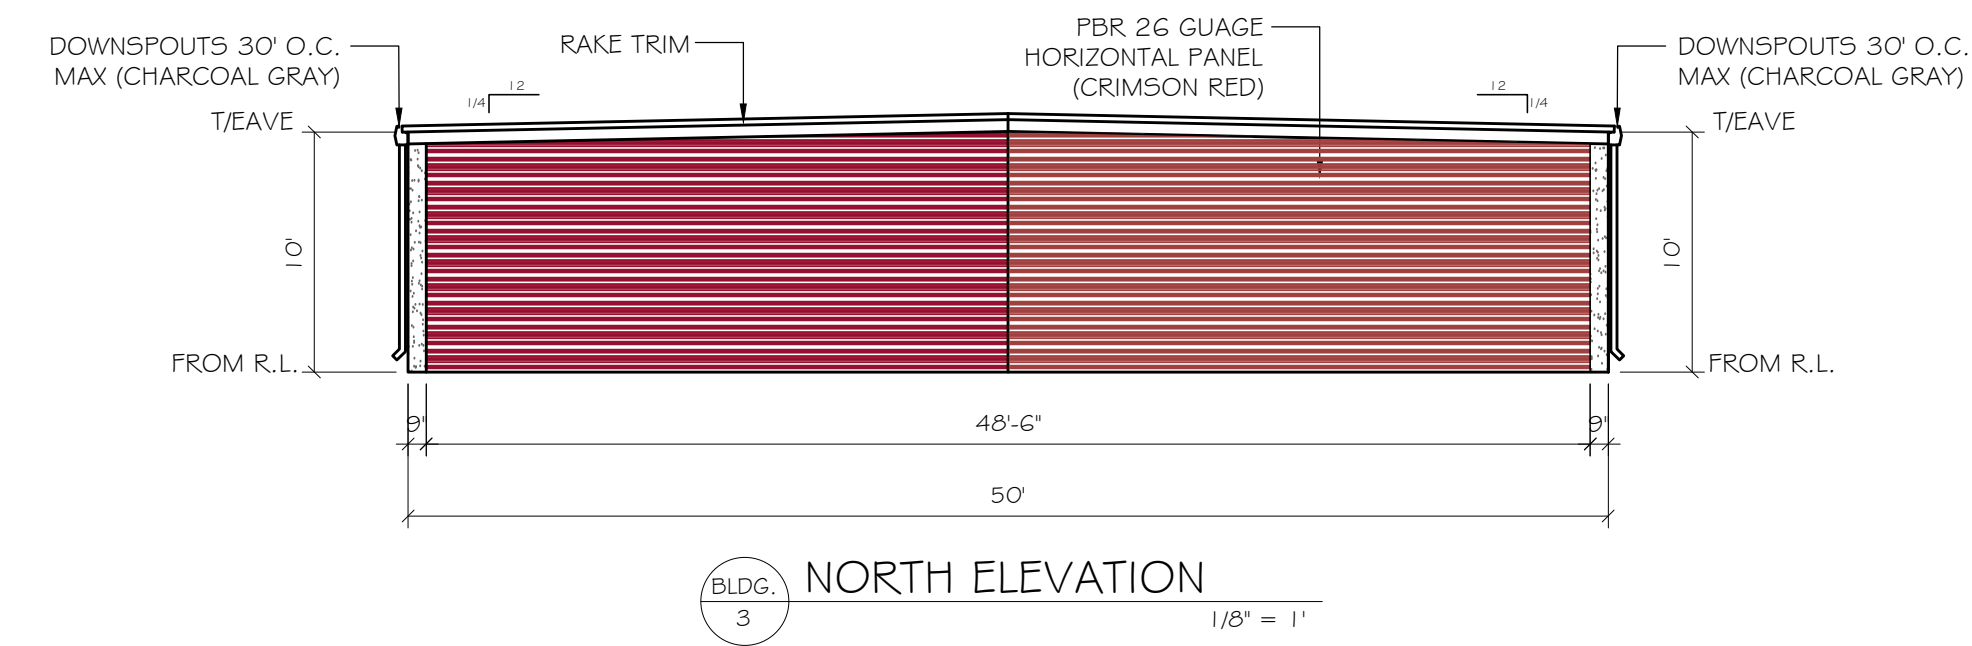 DOWNSPOUTS 30' O.C.
MAX (CHARCOAL GRAY)
RAKE TRIM
PBR 26 GUAGE
HORIZONTAL PANEL
(CRIMSON RED)
DOWNSPOUTS 30' O.C.
MAX (CHARCOAL GRAY)
12
1/4
12
1/4
T/EAVE
T/EAVE
10'
10'
FROM R.L.
FROM R.L.
9'
48'-6"
9'
50'
BLDG.
3
NORTH ELEVATION
1/8" = 1'